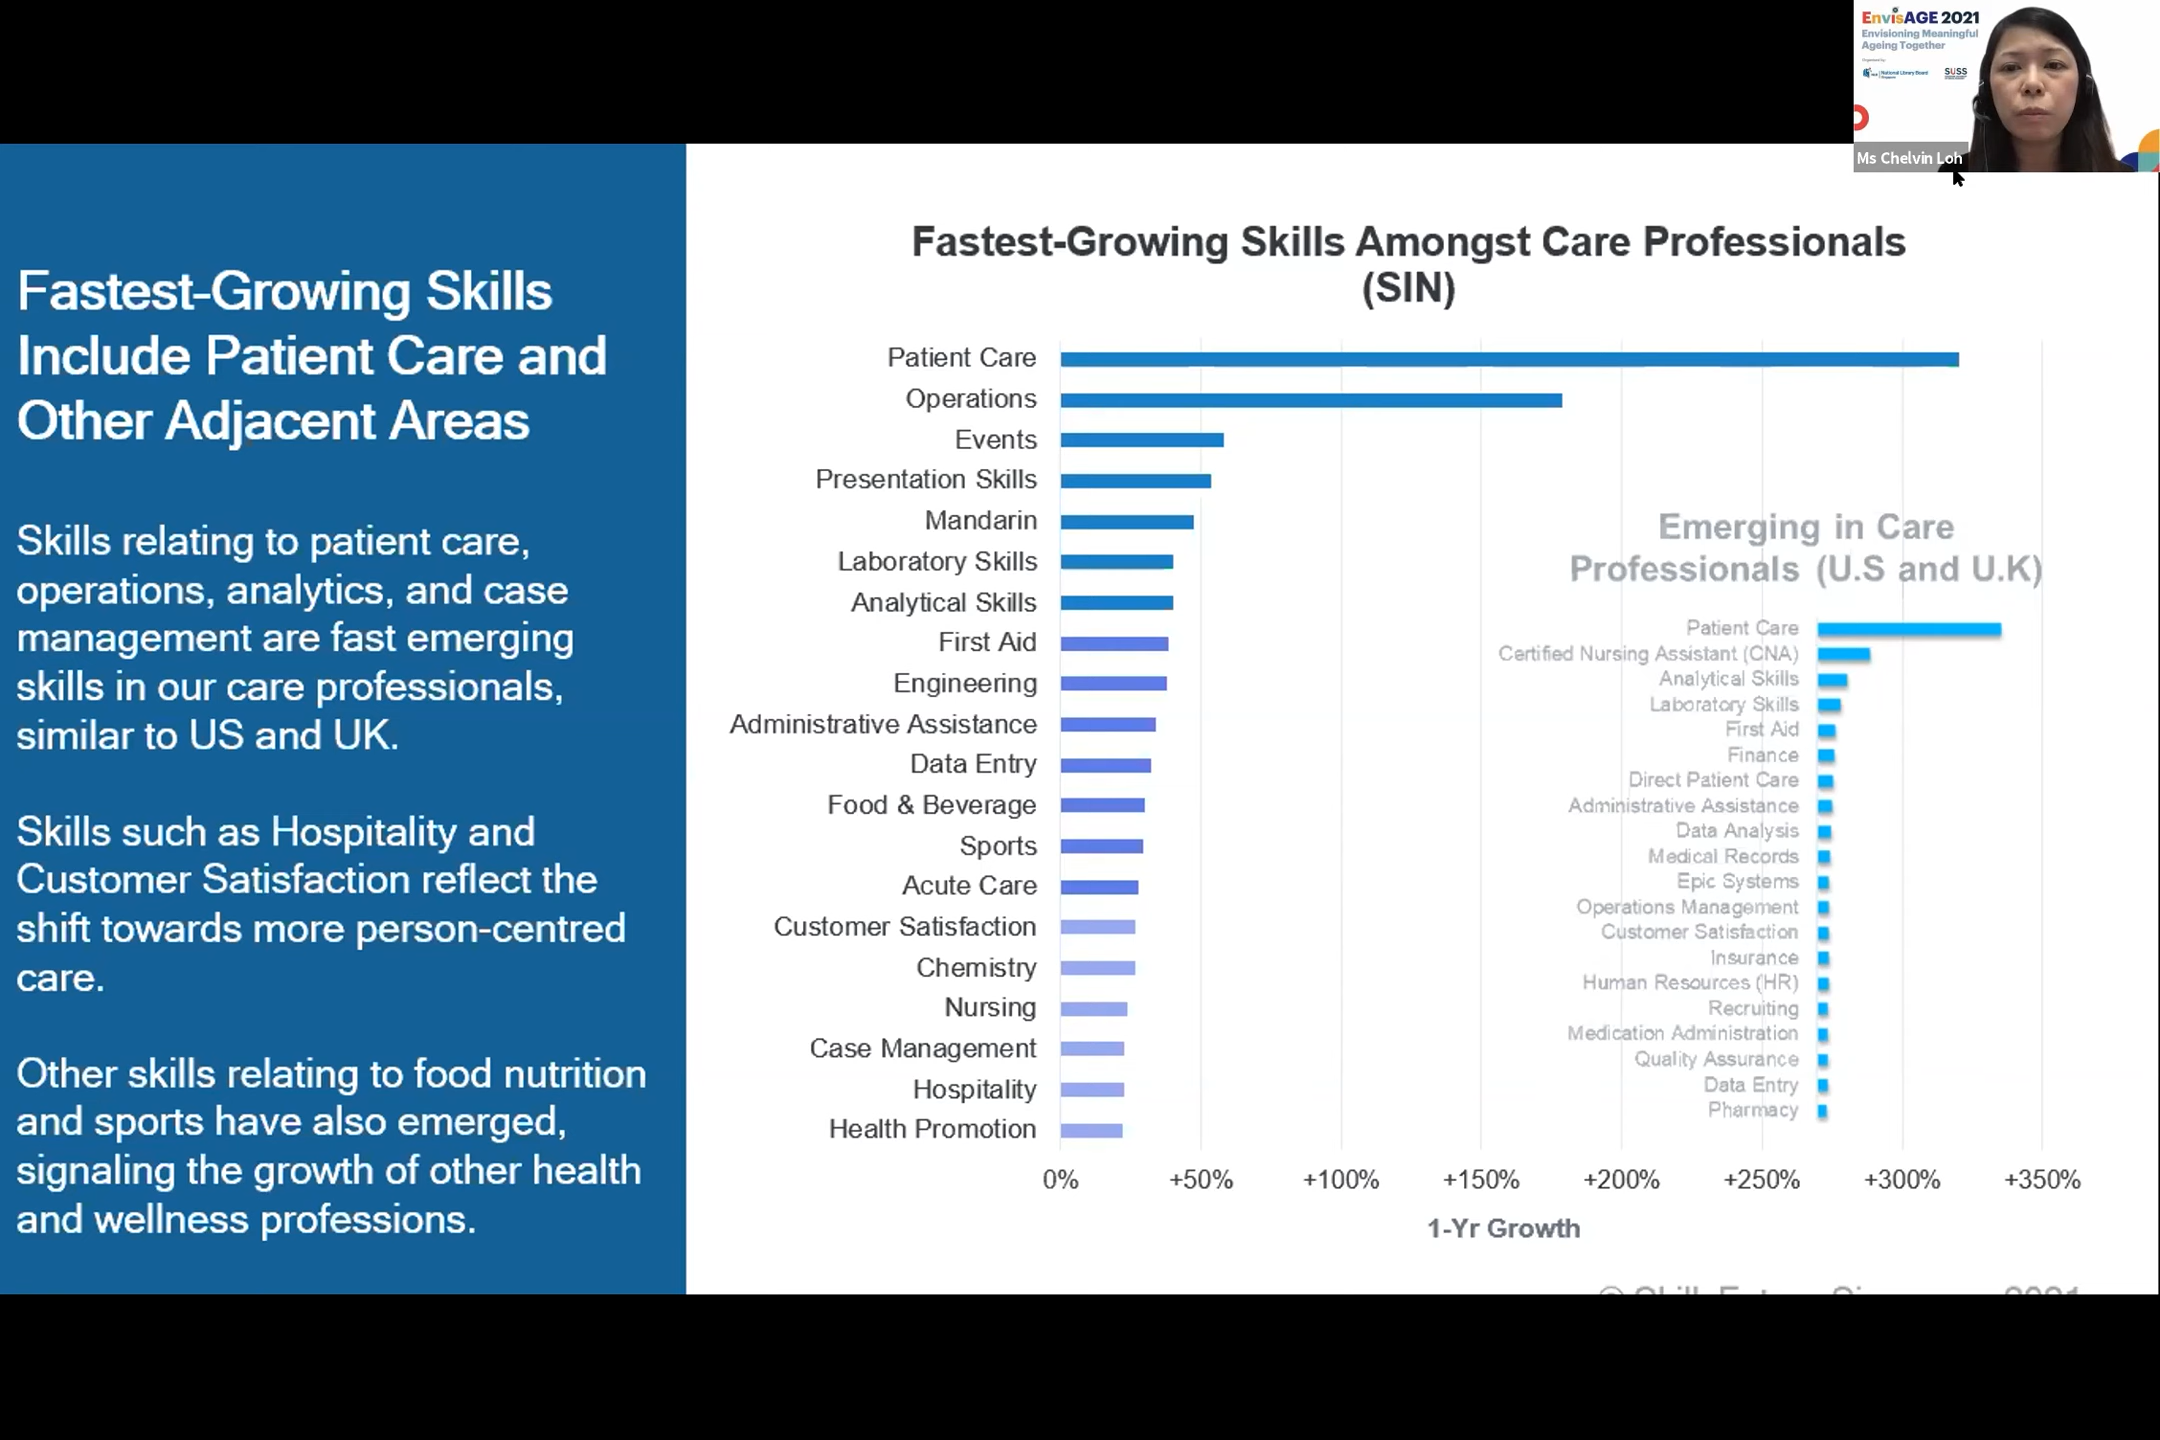 EnvisAGE 2021
Envisioning Meaningful
Ageing Together
National Library Board
SUSS
Ms Chelvin Loh
Fastest-Growing Skills
Include Patient Care and
Other Adjacent Areas
Skills relating to patient care,
operations, analytics, and case
management are fast emerging
skills in our care professionals,
similar to US and UK.
Skills such as Hospitality and
Customer Satisfaction reflect the
shift towards more person-centred
care.
Other skills relating to food nutrition
and sports have also emerged,
signaling the growth of other health
and wellness professions.
Fastest-Growing Skills Amongst Care Professionals
(SIN)
Patient Care
Operations
Events
Presentation Skills
Mandarin
Laboratory Skills
Analytical Skills
First Aid
Engineering
Administrative Assistance
Data Entry
Food & Beverage
Sports
Acute Care
Customer Satisfaction
Chemistry
Nursing
Case Management
Hospitality
Health Promotion
0% +50% +100% +150% +200% +250% +300% +350%
1-Yr Growth
Emerging in Care
Professionals (U.S and U.K)
Patient Care
Certified Nursing Assistant (CNA)
Analytical Skills
Laboratory Skills
First Aid
Finance
Direct Patient Care
Administrative Assistance
Data Analysis
Medical Records
Epic Systems
Operations Management
Customer Satisfaction
Insurance
Human Resources (HR)
Recruiting
Medication Administration
Quality Assurance
Data Entry
Pharmacy